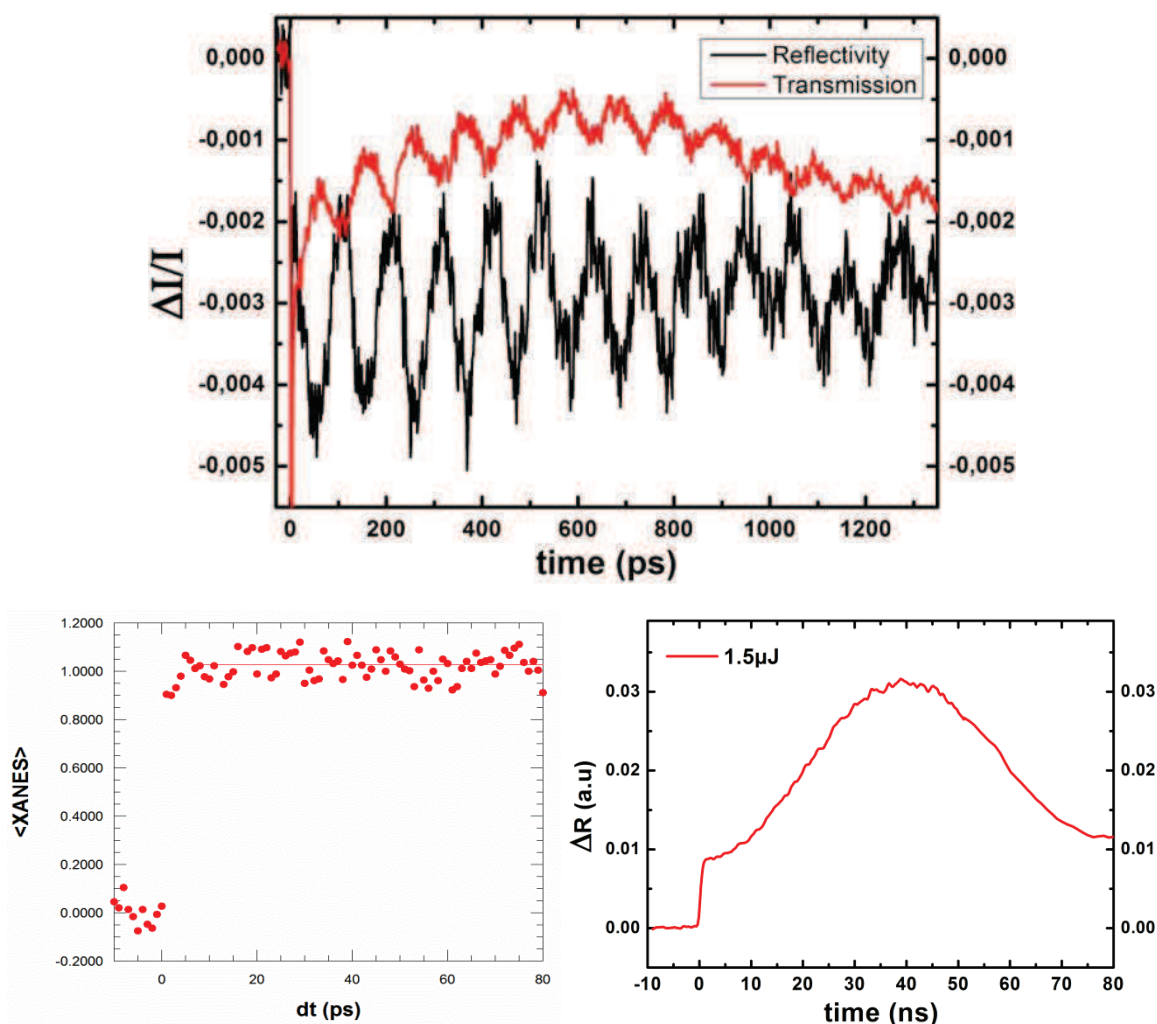 0,000
-0,001
-0,002
-0,003
-0,004
-0,005
ΔI/I
Reflectivity
Transmission
0,000
-0,001
-0,002
-0,003
-0,004
-0,005
0 200 400 600 800 1000 1200
time (ps)
1.2000
1.0000
0.8000
0.6000
0.4000
0.2000
0.0000
-0.2000
<XANES>
0 20 40 60 80
dt (ps)
1.5μJ
0.03
0.02
0.01
0.00
ΔR (a.u)
0.03
0.02
0.01
0.00
-10 0 10 20 30 40 50 60 70 80
time (ns)